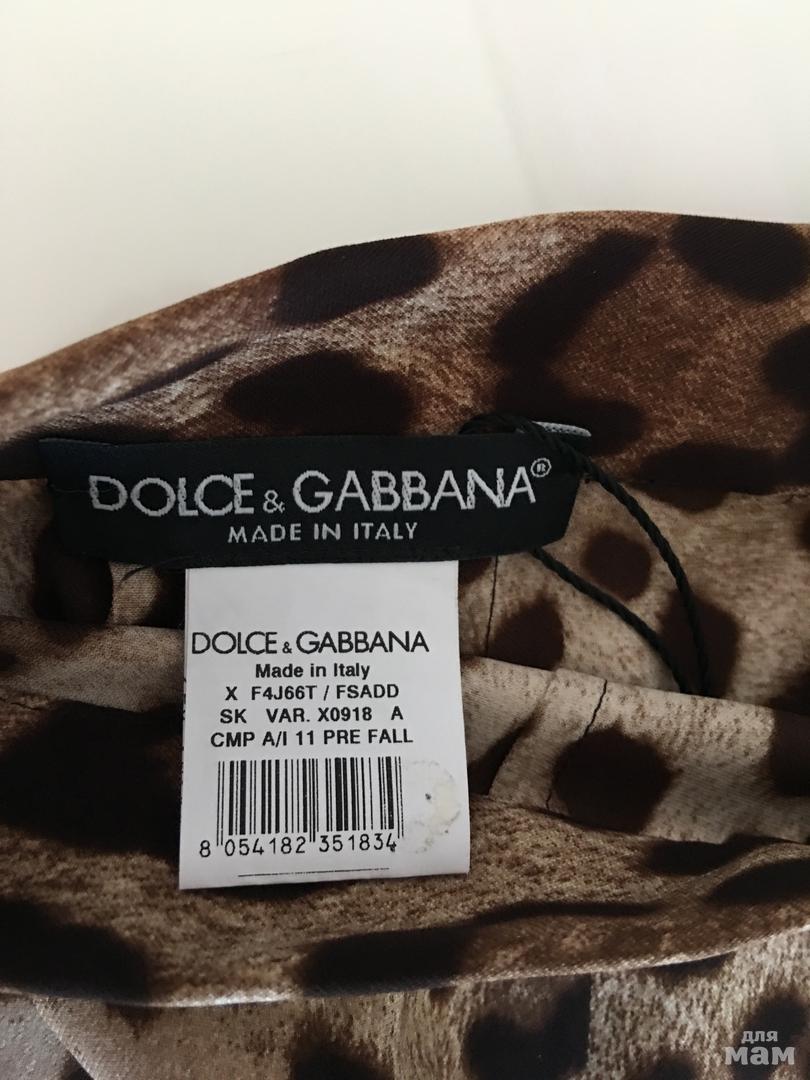 DOLCE & GABBANA®
MADE IN ITALY
DOLCE & GABBANA
Made in Italy
X F4J66T / FSADD
SK VAR. X0918 A
CMP A/I 11 PRE FALL
8 054182 351834
для
мам